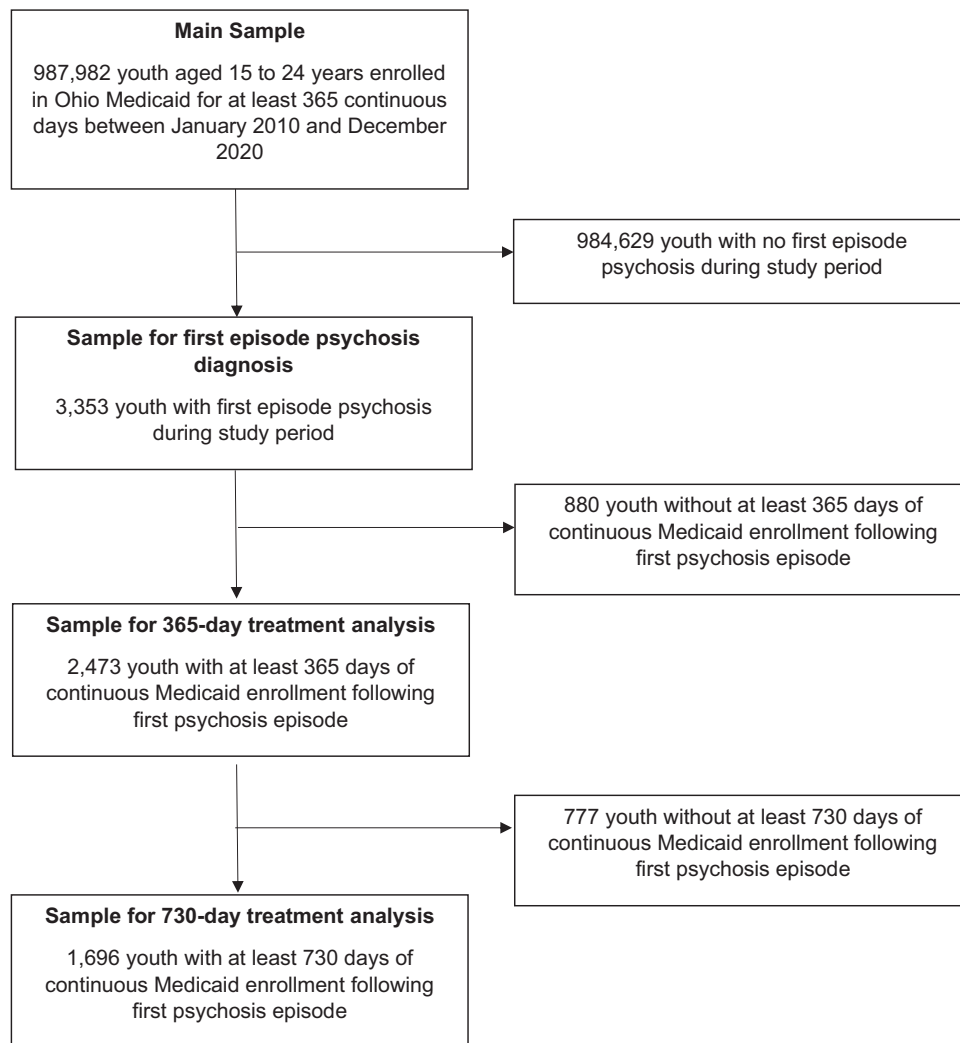 Main Sample
987,982 youth aged 15 to 24 years enrolled
in Ohio Medicaid for at least 365 continuous
days between January 2010 and December
2020
984,629 youth with no first episode
psychosis during study period
Sample for first episode psychosis
diagnosis
3,353 youth with first episode psychosis
during study period
880 youth without at least 365 days of
continuous Medicaid enrollment following
first psychosis episode
Sample for 365-day treatment analysis
2,473 youth with at least 365 days of
continuous Medicaid enrollment following
first psychosis episode
777 youth without at least 730 days of
continuous Medicaid enrollment following
first psychosis episode
Sample for 730-day treatment analysis
1,696 youth with at least 730 days of
continuous Medicaid enrollment following
first psychosis episode